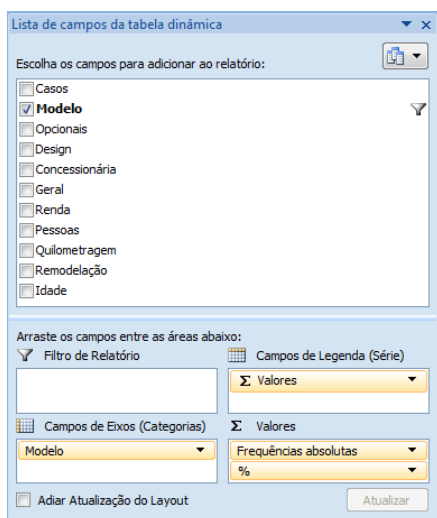 Lista de campos da tabela dinâmica
Escolha os campos para adicionar ao relatório:
Casos
Modelo
Opcionais
Design
Concessionária
Geral
Renda
Pessoas
Quilometragem
Remodelação
Idade
Arraste os campos entre as áreas abaixo:
Filtro de Relatório
Campos de Legenda (Série)
Σ Valores
Campos de Eixos (Categorias)
Σ Valores
Modelo
Frequências absolutas
%
Adiar Atualização do Layout
Atualizar